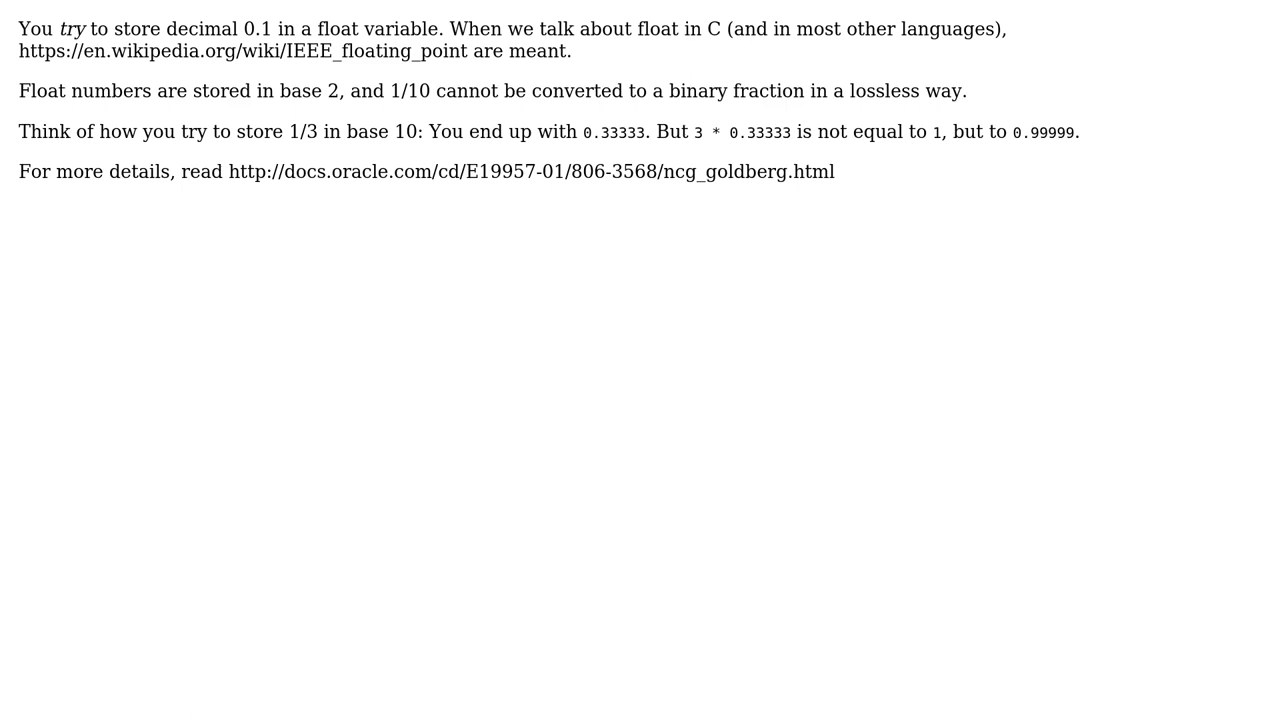 You try to store decimal 0.1 in a float variable. When we talk about float in C (and in most other languages),
https://en.wikipedia.org/wiki/IEEE_floating_point are meant.
Float numbers are stored in base 2, and 1/10 cannot be converted to a binary fraction in a lossless way.
Think of how you try to store 1/3 in base 10: You end up with 0.33333. But 3 * 0.33333 is not equal to 1, but to 0.99999.
For more details, read http://docs.oracle.com/cd/E19957-01/806-3568/ncg_goldberg.html